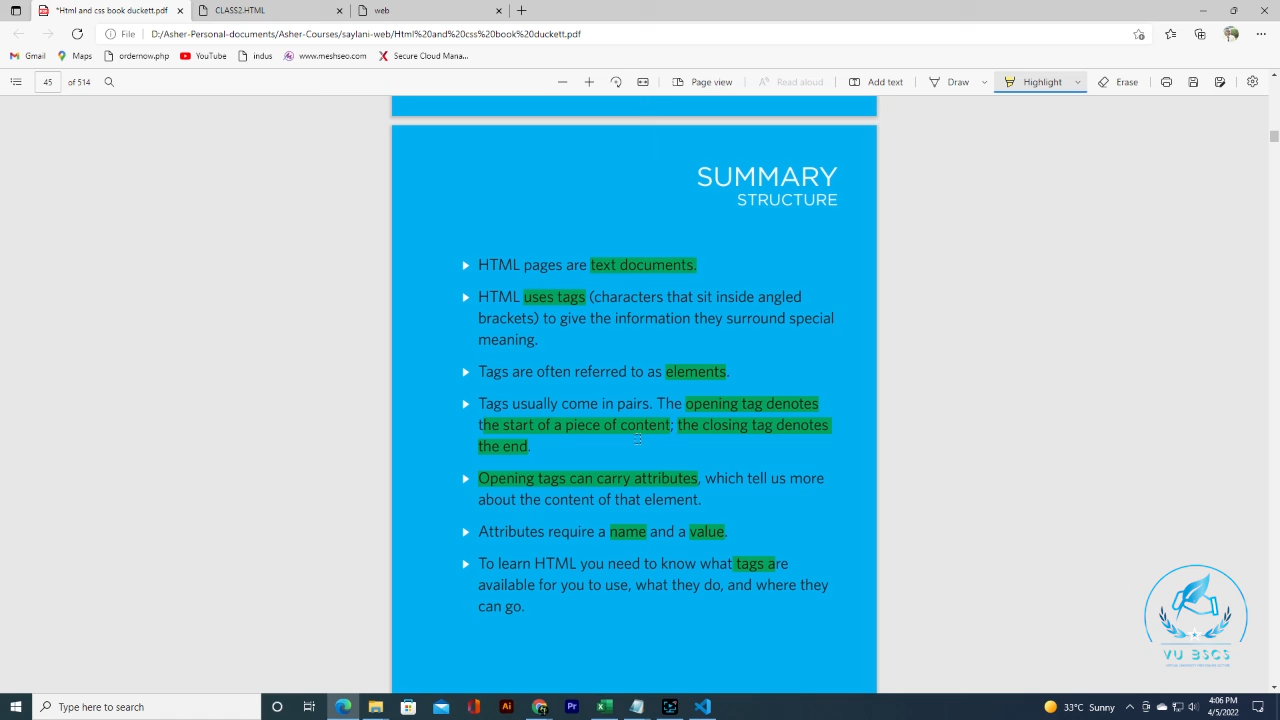 *Html and css book duckett.pdf
CLASS2.HTML
web
File D:/Asher-Personal-documents/Asher-Courses/saylani-web/Html%20and%20css%20book%20duckett.pdf
Gmail Maps ordernow.php YouTube indus www.meshseo.com Secure Cloud Mana...
45 of 514 Page view Read aloud Add text Draw Highlight Erase
SUMMARY
STRUCTURE
HTML pages are text documents.
HTML uses tags (characters that sit inside angled
brackets) to give the information they surround special
meaning.
Tags are often referred to as elements.
Tags usually come in pairs. The opening tag denotes
the start of a piece of content; the closing tag denotes
the end.
Opening tags can carry attributes, which tell us more
about the content of that element.
Attributes require a name and a value.
To learn HTML you need to know what tags are
available for you to use, what they do, and where they
can go.
VU BSCS
Type here to search
Ai
Pr
33°C Sunny
4:06 PM
4/5/2022